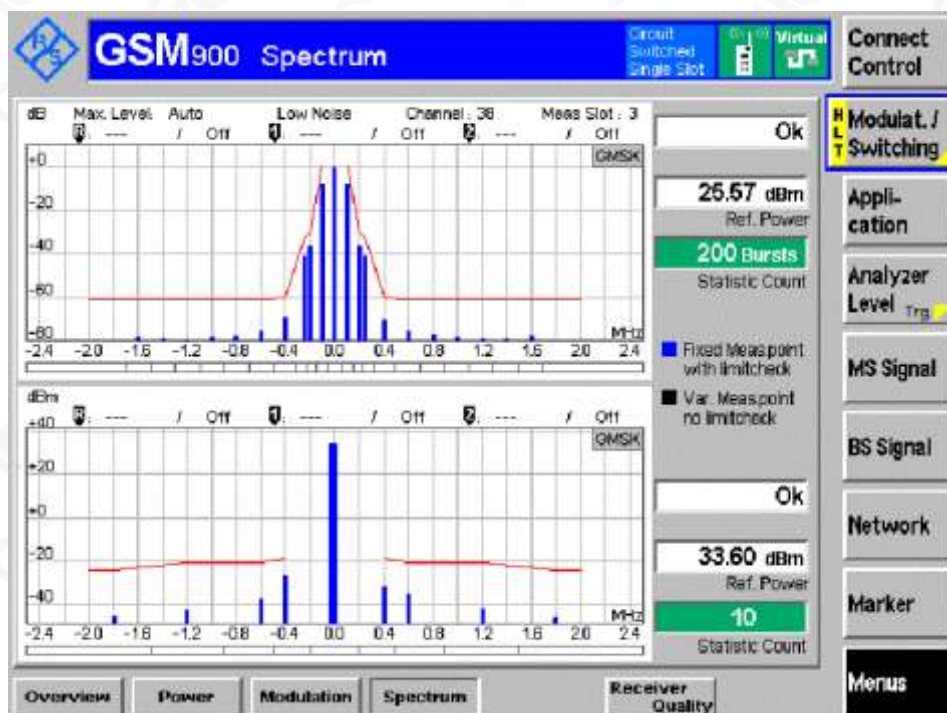 R S
GSM900 Spectrum
Circuit Switched Single Slot
Virtual
Connect Control
dB Max. Level: Auto Low Noise Channel: 38 Meas Slot: 3
R: --- / Off 1: --- / Off 2: --- / Off
GMSK
+0
-20
-40
-60
-80
MHz
-2.4 -2.0 -1.6 -1.2 -0.8 -0.4 0.0 0.4 0.8 1.2 1.6 2.0 2.4
Ok
25.57 dBm
Ref. Power
200 Bursts
Statistic Count
Fixed Meas.point
with limitcheck
Var. Meas.point
no limitcheck
dBm
R: --- / Off 1: --- / Off 2: --- / Off
GMSK
+40
+20
+0
-20
-40
MHz
-2.4 -2.0 -1.6 -1.2 -0.8 -0.4 0.0 0.4 0.8 1.2 1.6 2.0 2.4
Ok
33.60 dBm
Ref. Power
10
Statistic Count
HLT
Modulat. /
Switching
Appli-
cation
Analyzer
Level Trg
MS Signal
BS Signal
Network
Marker
Menus
Overview Power Modulation Spectrum Receiver Quality